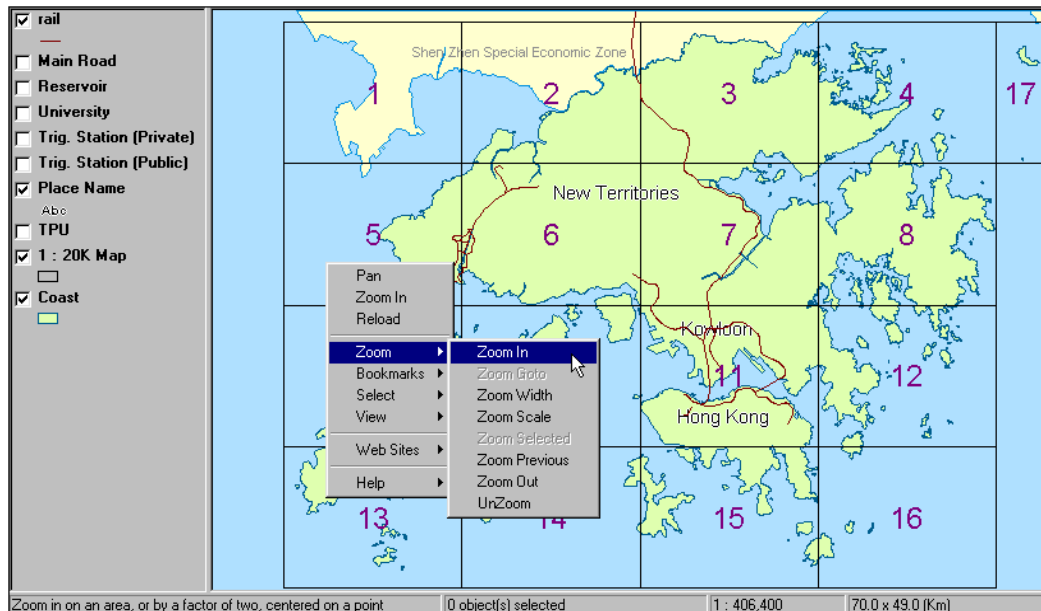 rail
Main Road
Reservoir
University
Trig. Station (Private)
Trig. Station (Public)
Place Name
Abc
TPU
1 : 20K Map
Coast
Shen Zhen Special Economic Zone
1
2
3
4
17
New Territories
5
6
7
8
Pan
Zoom In
Reload
Zoom
Bookmarks
Select
View
Web Sites
Help
Zoom In
Zoom Goto
Zoom Width
Zoom Scale
Zoom Selected
Zoom Previous
Zoom Out
UnZoom
Kowloon
11
12
Hong Kong
13
14
15
16
Zoom in on an area, or by a factor of two, centered on a point
0 object(s) selected
1 : 406,400
70.0 x 49.0 (Km)